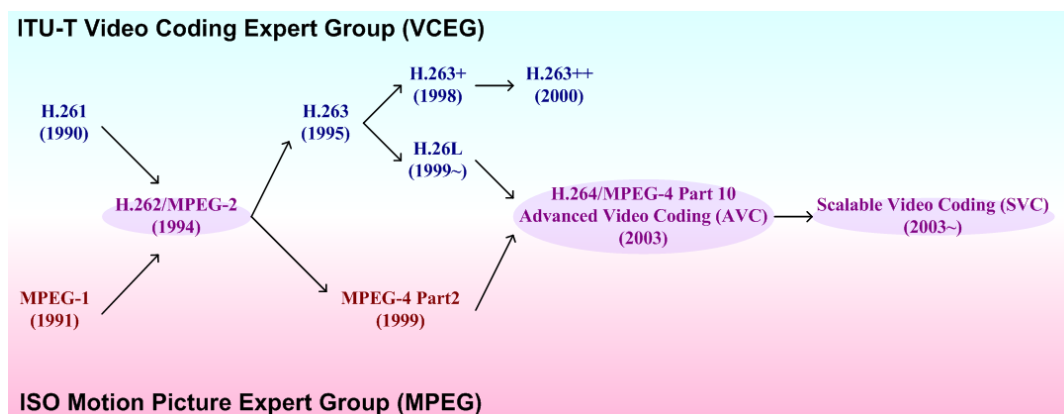 ITU-T Video Coding Expert Group (VCEG)
H.263+
(1998)
H.263++
(2000)
H.261
(1990)
H.263
(1995)
H.26L
(1999~)
H.262/MPEG-2
(1994)
H.264/MPEG-4 Part 10
Advanced Video Coding (AVC)
(2003)
Scalable Video Coding (SVC)
(2003~)
MPEG-1
(1991)
MPEG-4 Part2
(1999)
ISO Motion Picture Expert Group (MPEG)